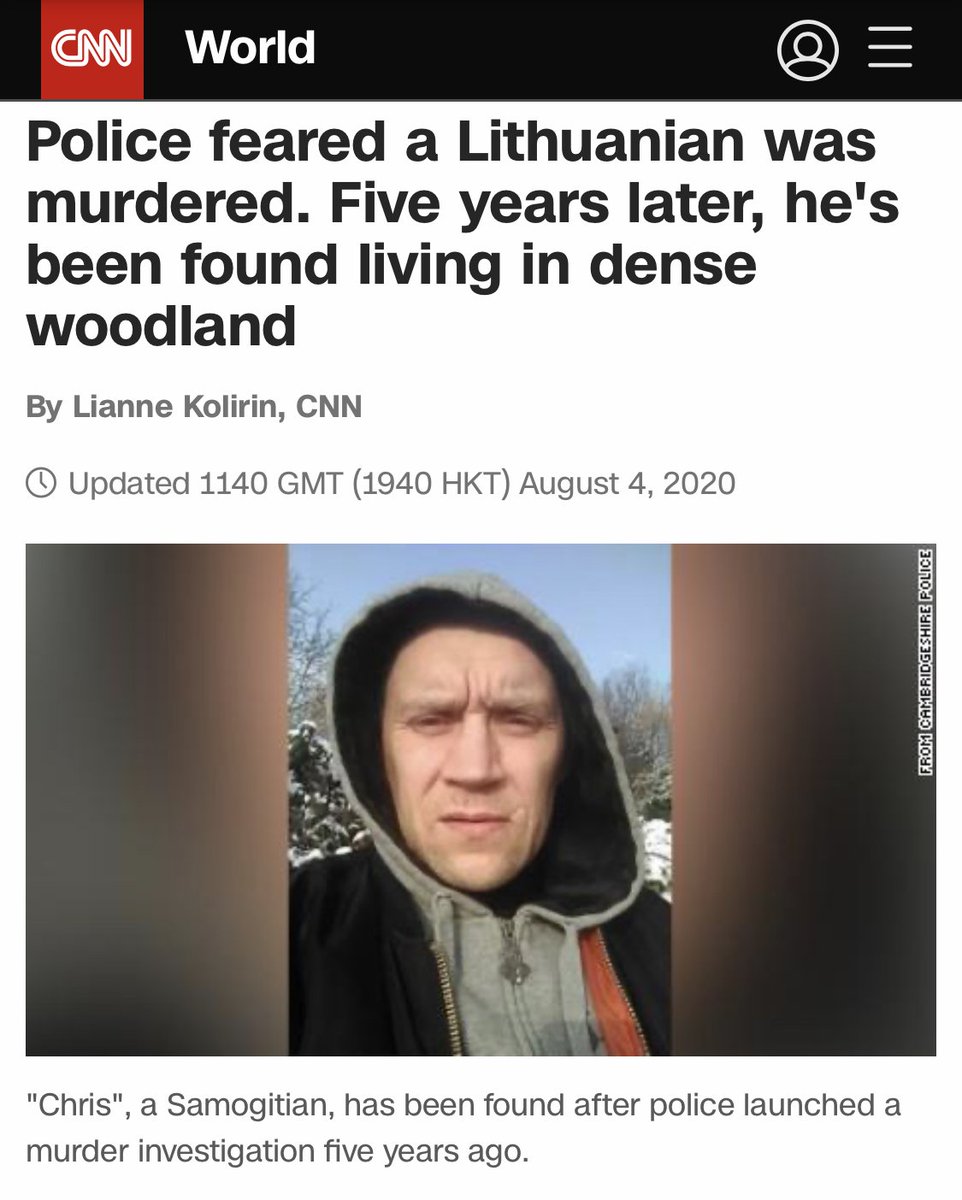 CNN World
Police feared a Lithuanian was
murdered. Five years later, he's
been found living in dense
woodland
By Lianne Kolirin, CNN
Updated 1140 GMT (1940 HKT) August 4, 2020
FROM CAMBRIDGESHIRE POLICE
"Chris", a Samogitian, has been found after police launched a
murder investigation five years ago.